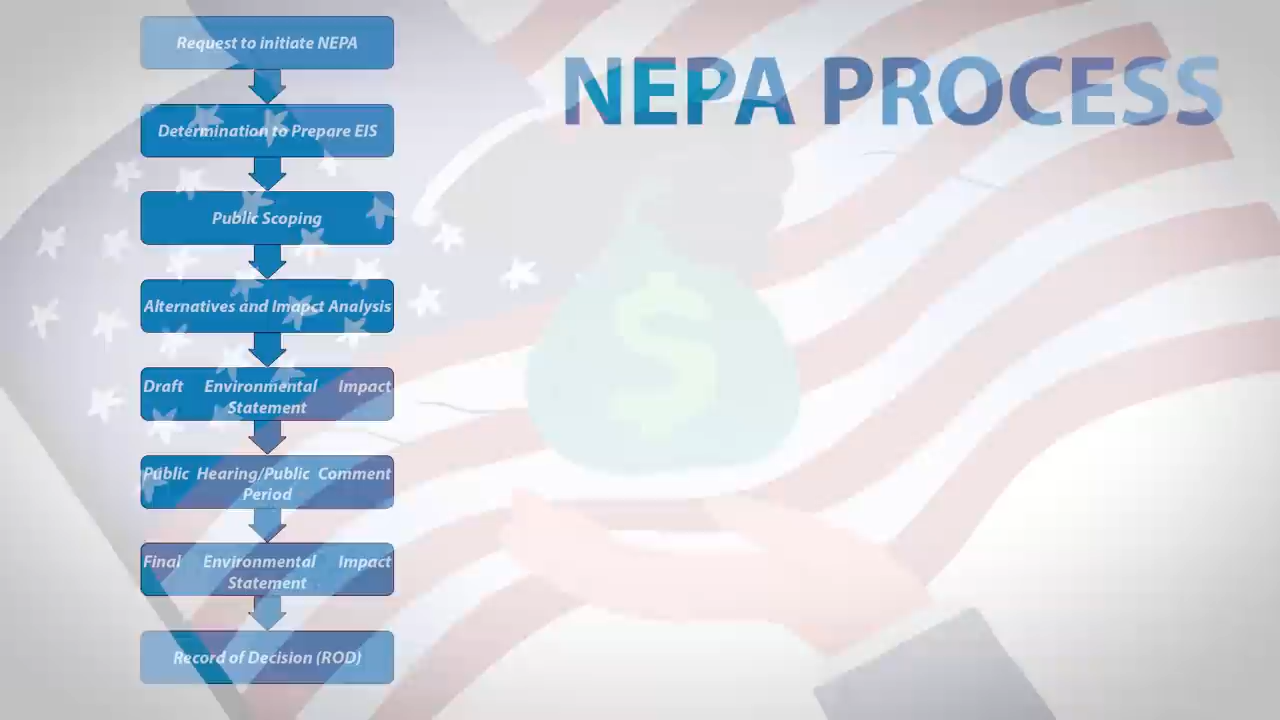 NEPA PROCESS
Request to initiate NEPA
Determination to Prepare EIS
Public Scoping
Alternatives and Imapct Analysis
Draft Environmental Impact
Statement
Public Hearing/Public Comment
Period
Final Environmental Impact
Statement
Record of Decision (ROD)
$